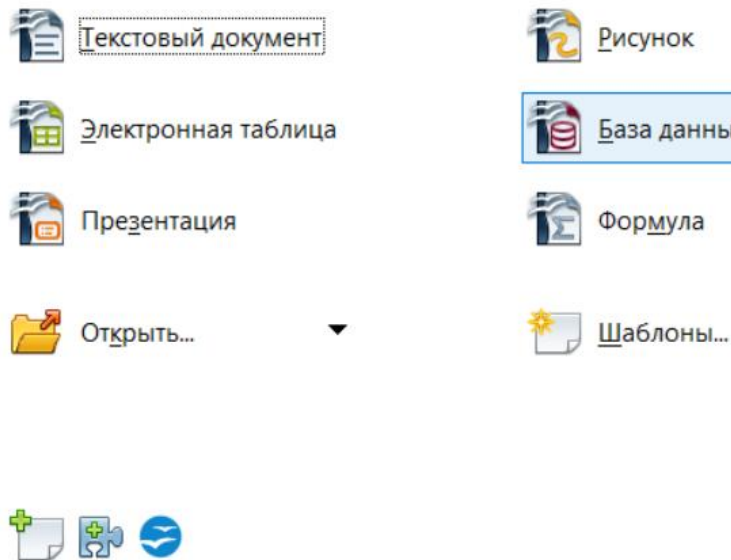 Текстовый документ
Рисунок
Электронная таблица
База данны
Презентация
Формула
Открыть...
Шаблоны...